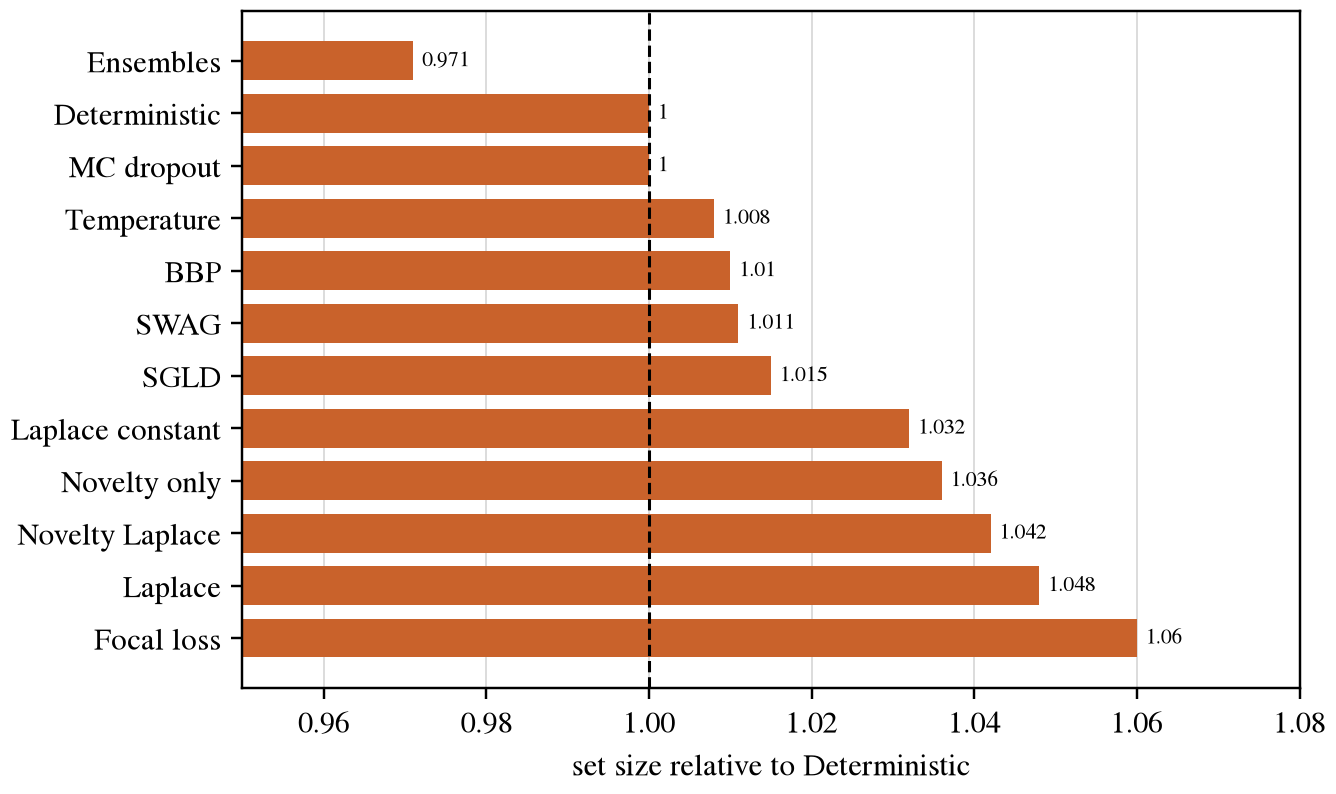 Ensembles 0.971
Deterministic 1
MC dropout 1
Temperature 1.008
BBP 1.01
SWAG 1.011
SGLD 1.015
Laplace constant 1.032
Novelty only 1.036
Novelty Laplace 1.042
Laplace 1.048
Focal loss 1.06
0.96 0.98 1.00 1.02 1.04 1.06 1.08
set size relative to Deterministic